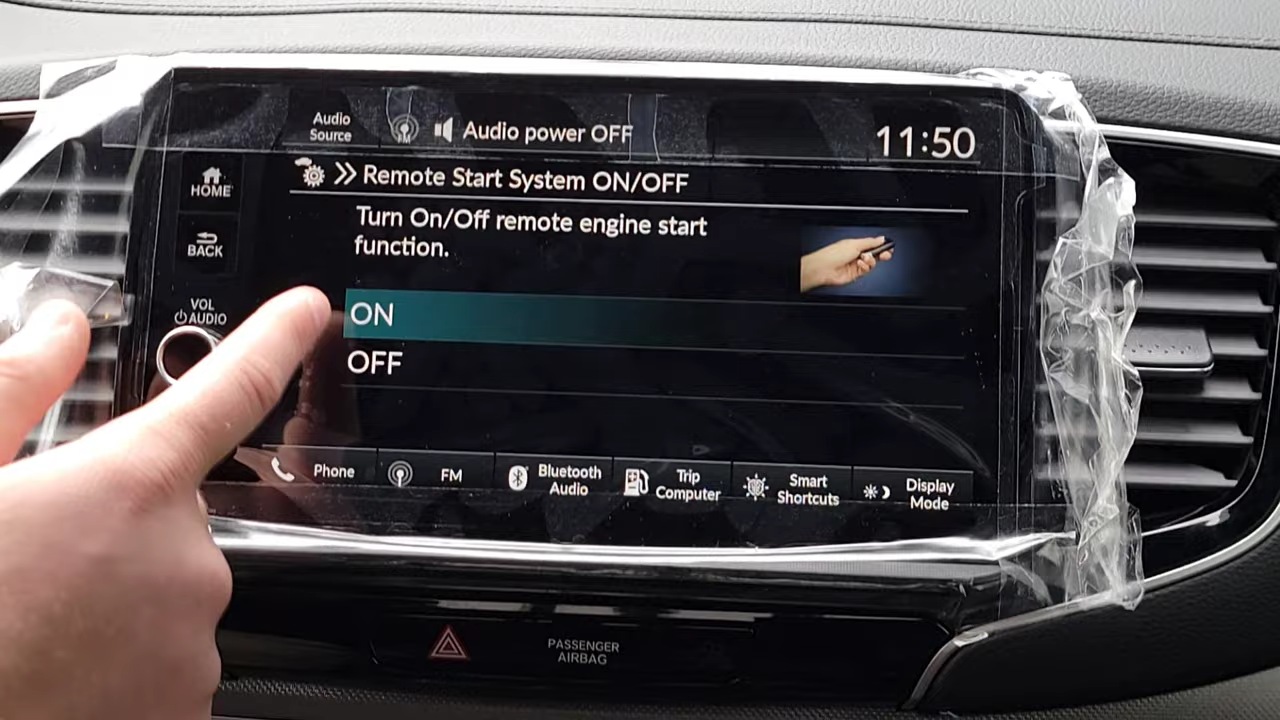 Audio
Source
Audio power OFF
11:50
HOME
Remote Start System ON/OFF
Turn On/Off remote engine start
function.
BACK
VOL
AUDIO
ON
OFF
Phone
FM
Bluetooth
Audio
Trip
Computer
Smart
Shortcuts
Display
Mode
PASSENGER
AIRBAG